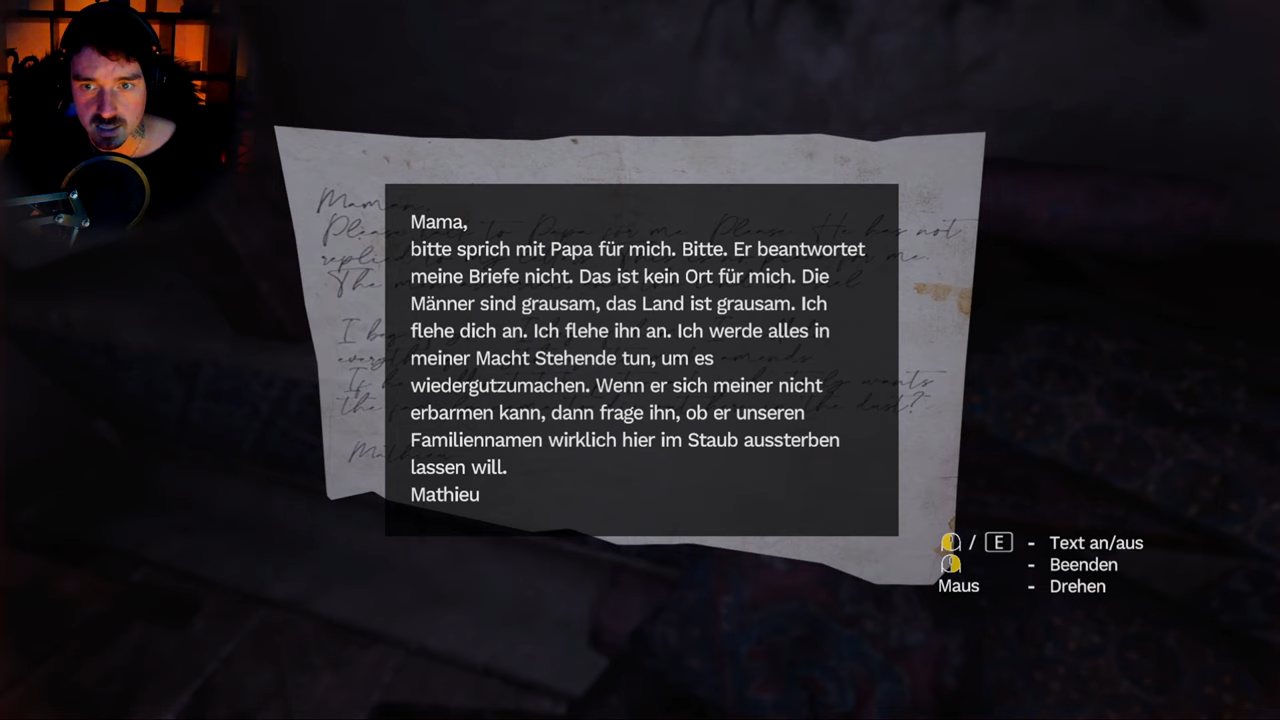 Mama,
bitte sprich mit Papa für mich. Bitte. Er beantwortet
meine Briefe nicht. Das ist kein Ort für mich. Die
Männer sind grausam, das Land ist grausam. Ich
flehe dich an. Ich flehe ihn an. Ich werde alles in
meiner Macht Stehende tun, um es
wiedergutzumachen. Wenn er sich meiner nicht
erbarmen kann, dann frage ihn, ob er unseren
Familiennamen wirklich hier im Staub aussterben
lassen will.
Mathieu
/ E - Text an/aus
- Beenden
Maus - Drehen